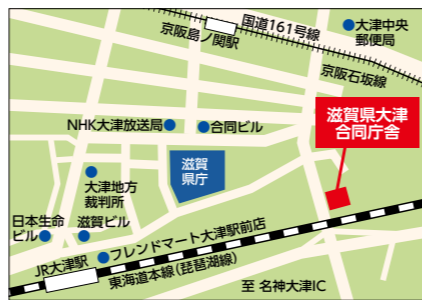 国道161号線
大津中央
郵便局
京阪島ノ関駅
京阪石坂線
滋賀県大津
合同庁舎
NHK大津放送局
合同ビル
滋賀
県庁
大津地方
裁判所
日本生命
ビル
滋賀ビル
フレンドマート大津駅前店
JR大津駅
東海道本線(琵琶湖線)
至 名神大津IC